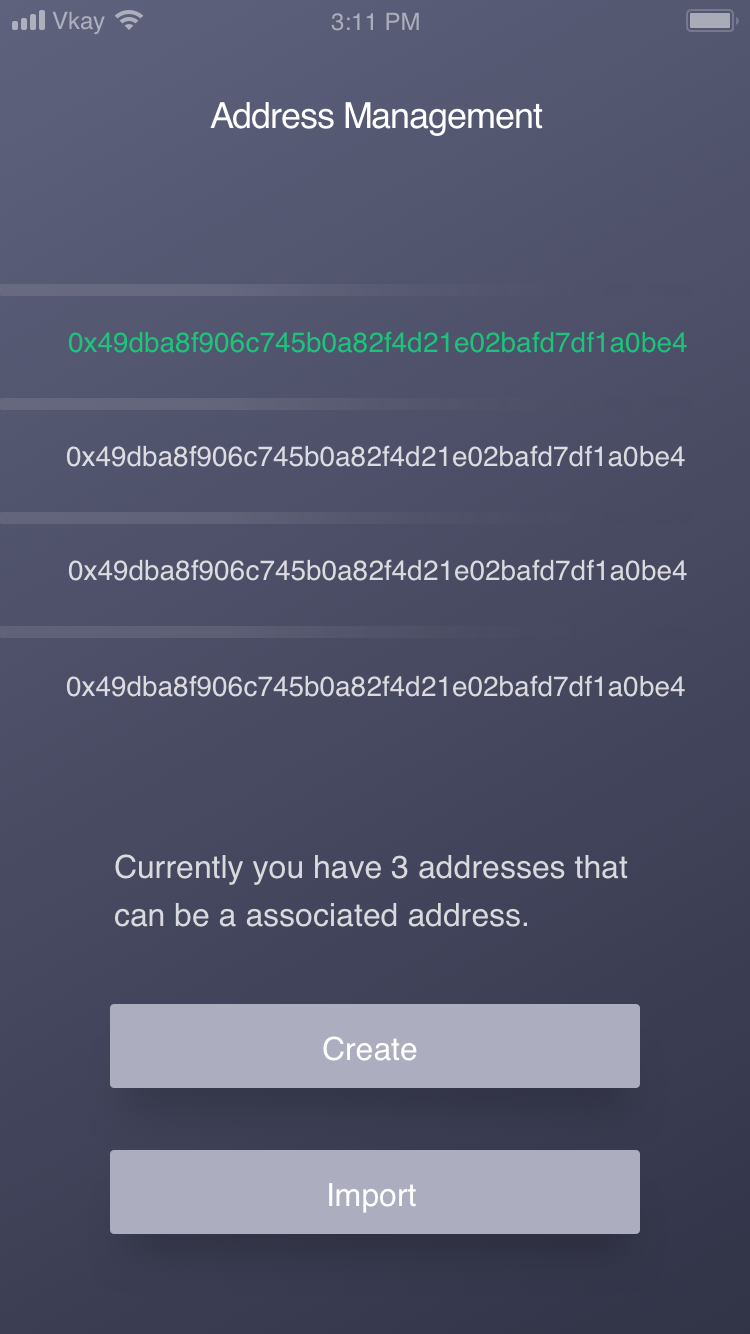 Vkay 3:11 PM
Address Management
0x49dba8f906c745b0a82f4d21e02bafd7df1a0be4
0x49dba8f906c745b0a82f4d21e02bafd7df1a0be4
0x49dba8f906c745b0a82f4d21e02bafd7df1a0be4
0x49dba8f906c745b0a82f4d21e02bafd7df1a0be4
Currently you have 3 addresses that
can be a associated address.
Create
Import